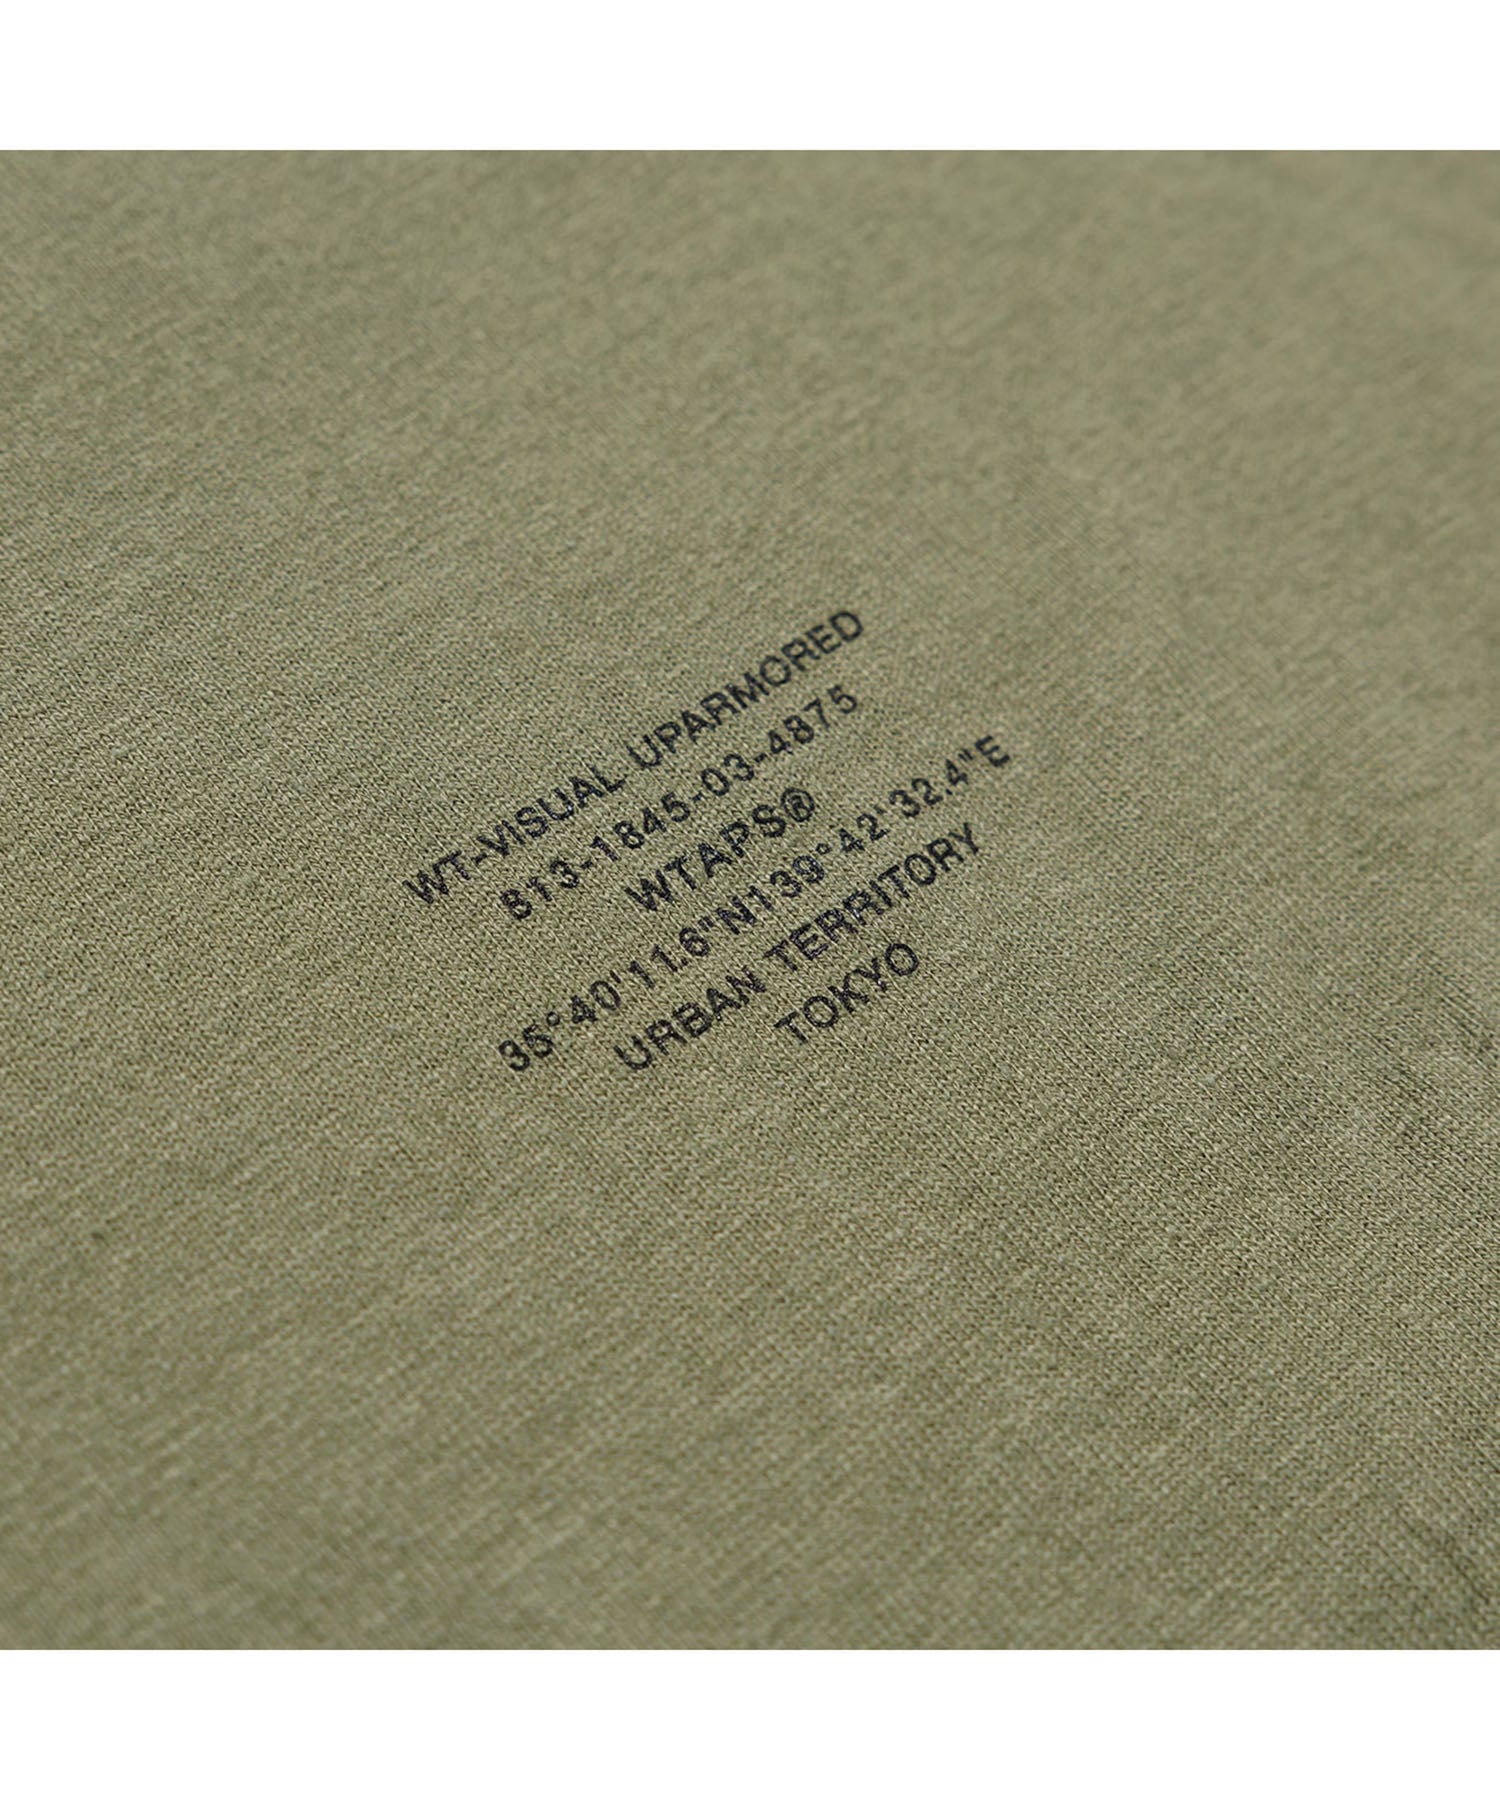 WT-VISUAL UPARMORED
813-1845-03-4875
WTAPS®
35°40'11.6"N139°42'32.4"E
URBAN TERRITORY
TOKYO